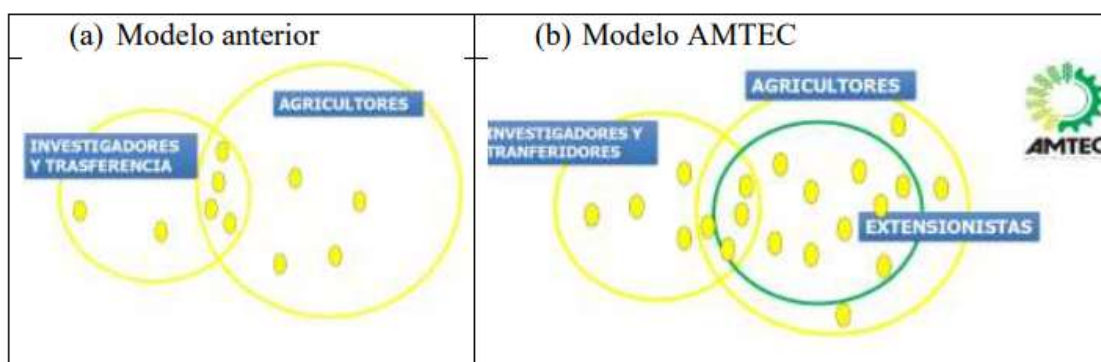 (a) Modelo anterior
AGRICULTORES
INVESTIGADORES
Y TRASFERENCIA
(b) Modelo AMTEC
AGRICULTORES
INVESTIGADORES Y
TRANFERIDORES
EXTENSIONISTAS
AMTEC